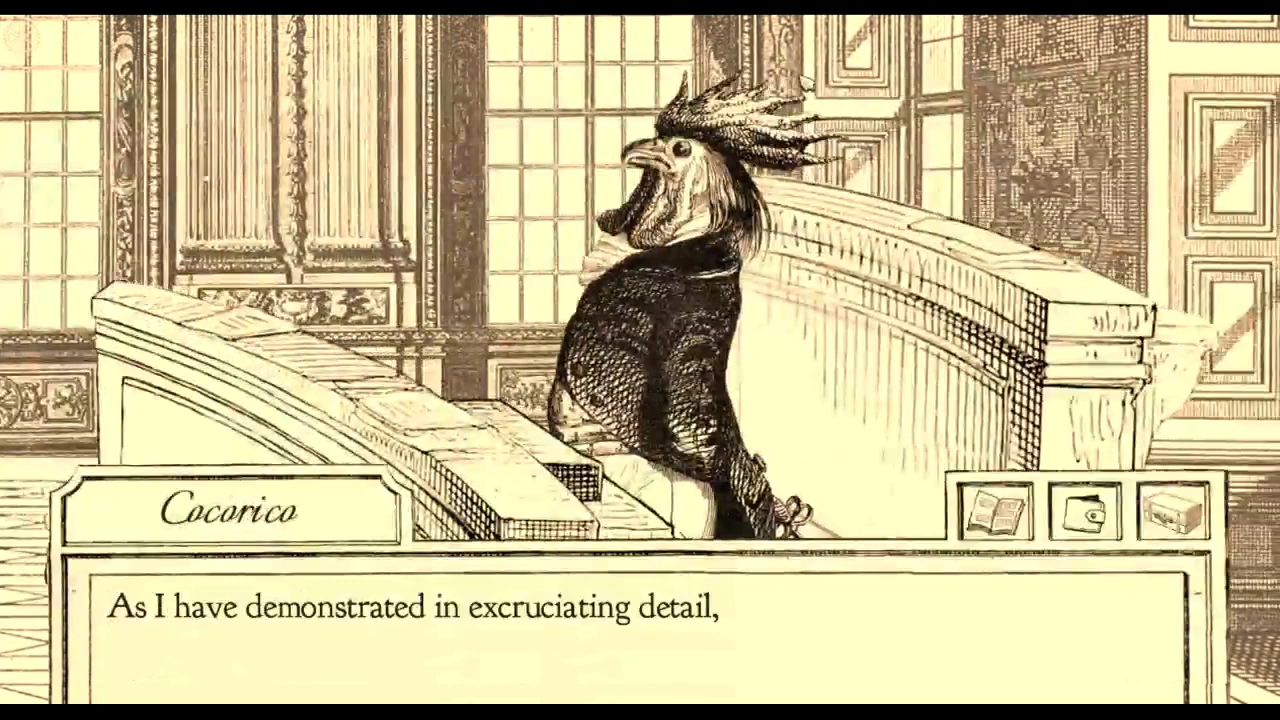 Cocorico
As I have demonstrated in excruciating detail,